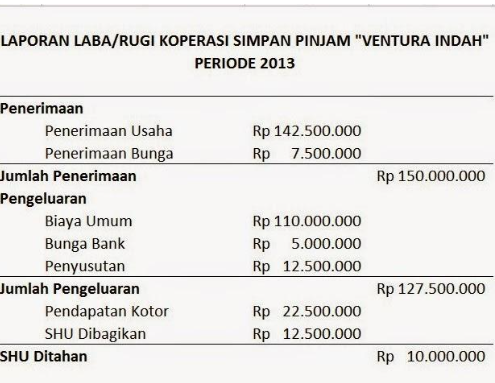 LAPORAN LABA/RUGI KOPERASI SIMPAN PINJAM "VENTURA INDAH"
PERIODE 2013
Penerimaan
Penerimaan Usaha Rp 142.500.000
Penerimaan Bunga Rp 7.500.000
Jumlah Penerimaan Rp 150.000.000
Pengeluaran
Biaya Umum Rp 110.000.000
Bunga Bank Rp 5.000.000
Penyusutan Rp 12.500.000
Jumlah Pengeluaran Rp 127.500.000
Pendapatan Kotor Rp 22.500.000
SHU Dibagikan Rp 12.500.000
SHU Ditahan Rp 10.000.000